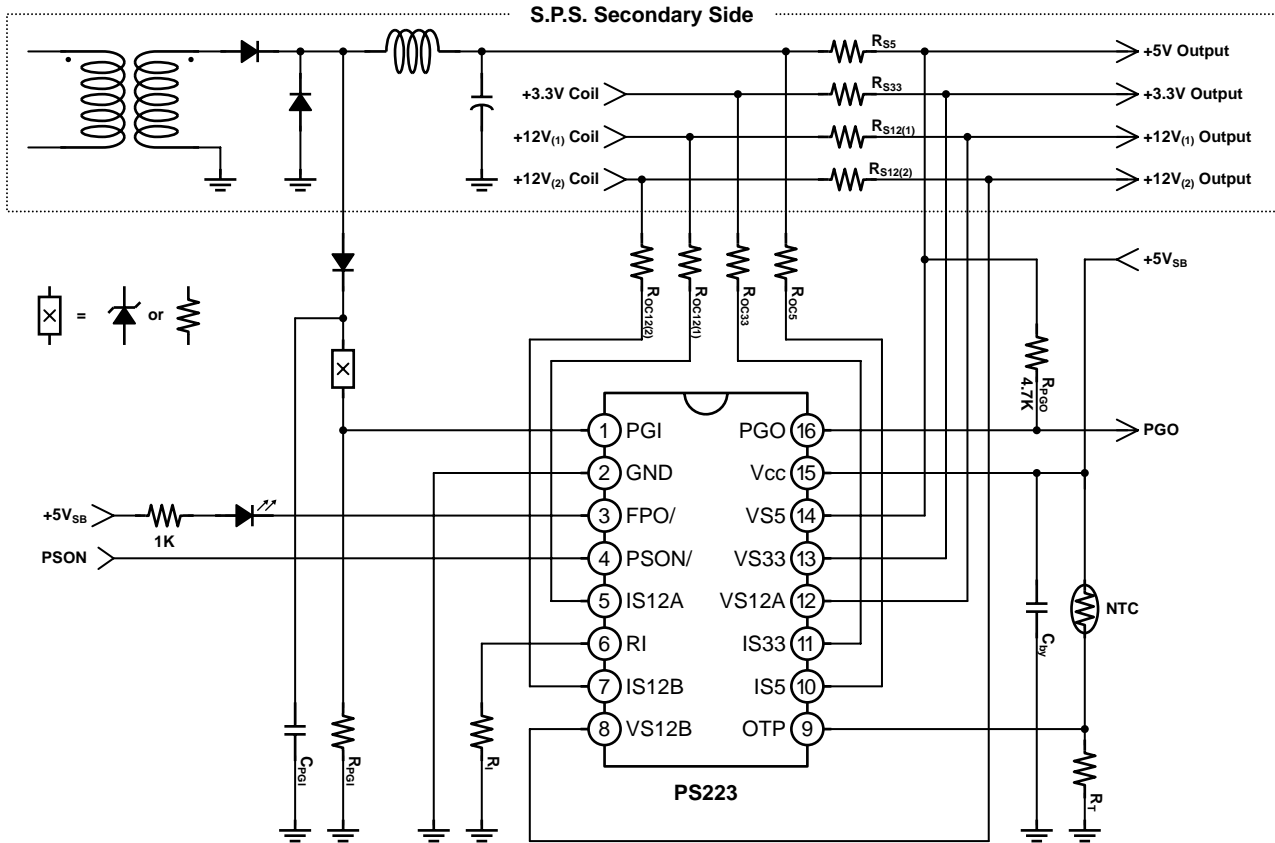 S.P.S. Secondary Side
RS5
+5V Output
+3.3V Coil
RS33
+3.3V Output
+12V(1) Coil
RS12(1)
+12V(1) Output
+12V(2) Coil
RS12(2)
+12V(2) Output
ROC12(2)
ROC12(1)
ROC33
ROC5
+5VSB
= or
RPGO
4.7K
1 PGI
PGO 16
PGO
2 GND
Vcc 15
+5VSB
1K
3 FPO/
VS5 14
PSON
4 PSON/
VS33 13
5 IS12A
VS12A 12
NTC
Cby
6 RI
IS33 11
7 IS12B
IS5 10
8 VS12B
OTP 9
CPGI
RPGI
RI
RT
PS223